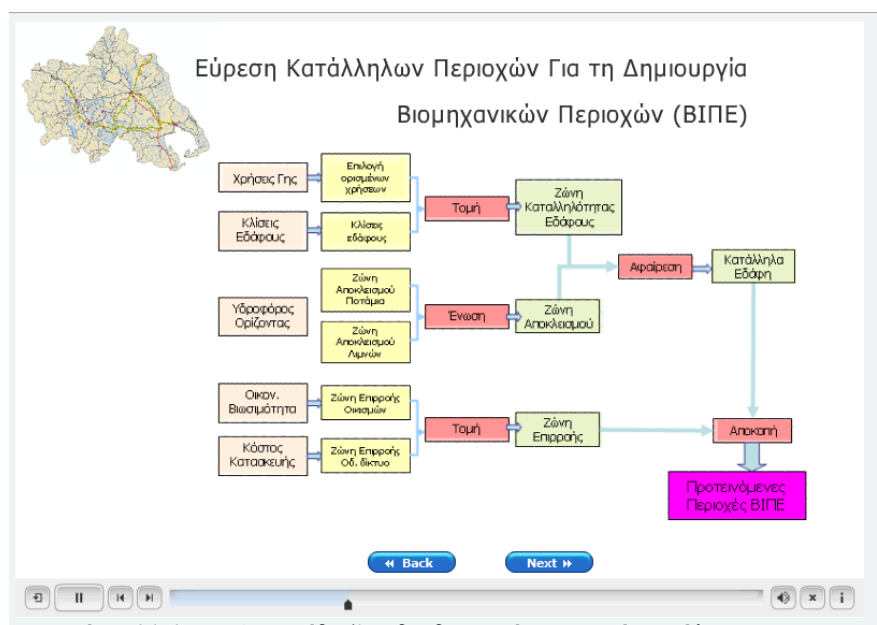 Εύρεση Κατάλληλων Περιοχών Για τη Δημιουργία
Βιομηχανικών Περιοχών (ΒΙΠΕ)
Χρήσεις Γης
Επιλογή
ορισμένων
χρήσεων
Τομή
Ζώνη
Καταλληλότητας
Εδάφους
Κλίσεις
Εδάφους
Κλίσεις
εδάφους
Αφαίρεση
Κατάλληλα
Εδάφη
Υδροφόρος
Ορίζοντας
Ζώνη
Αποκλεισμού
Ποτάμια
Ζώνη
Αποκλεισμού
Λιμνών
Ένωση
Ζώνη
Αποκλεισμού
Οικον.
Βιωσιμότητα
Ζώνη Επιρροής
Οικισμών
Τομή
Ζώνη
Επιρροής
Αποκοπή
Κόστος
Κατασκευής
Ζώνη Επιρροής
Οδ. δίκτυο
Προτεινόμενες
Περιοχές ΒΙΠΕ
Back
Next